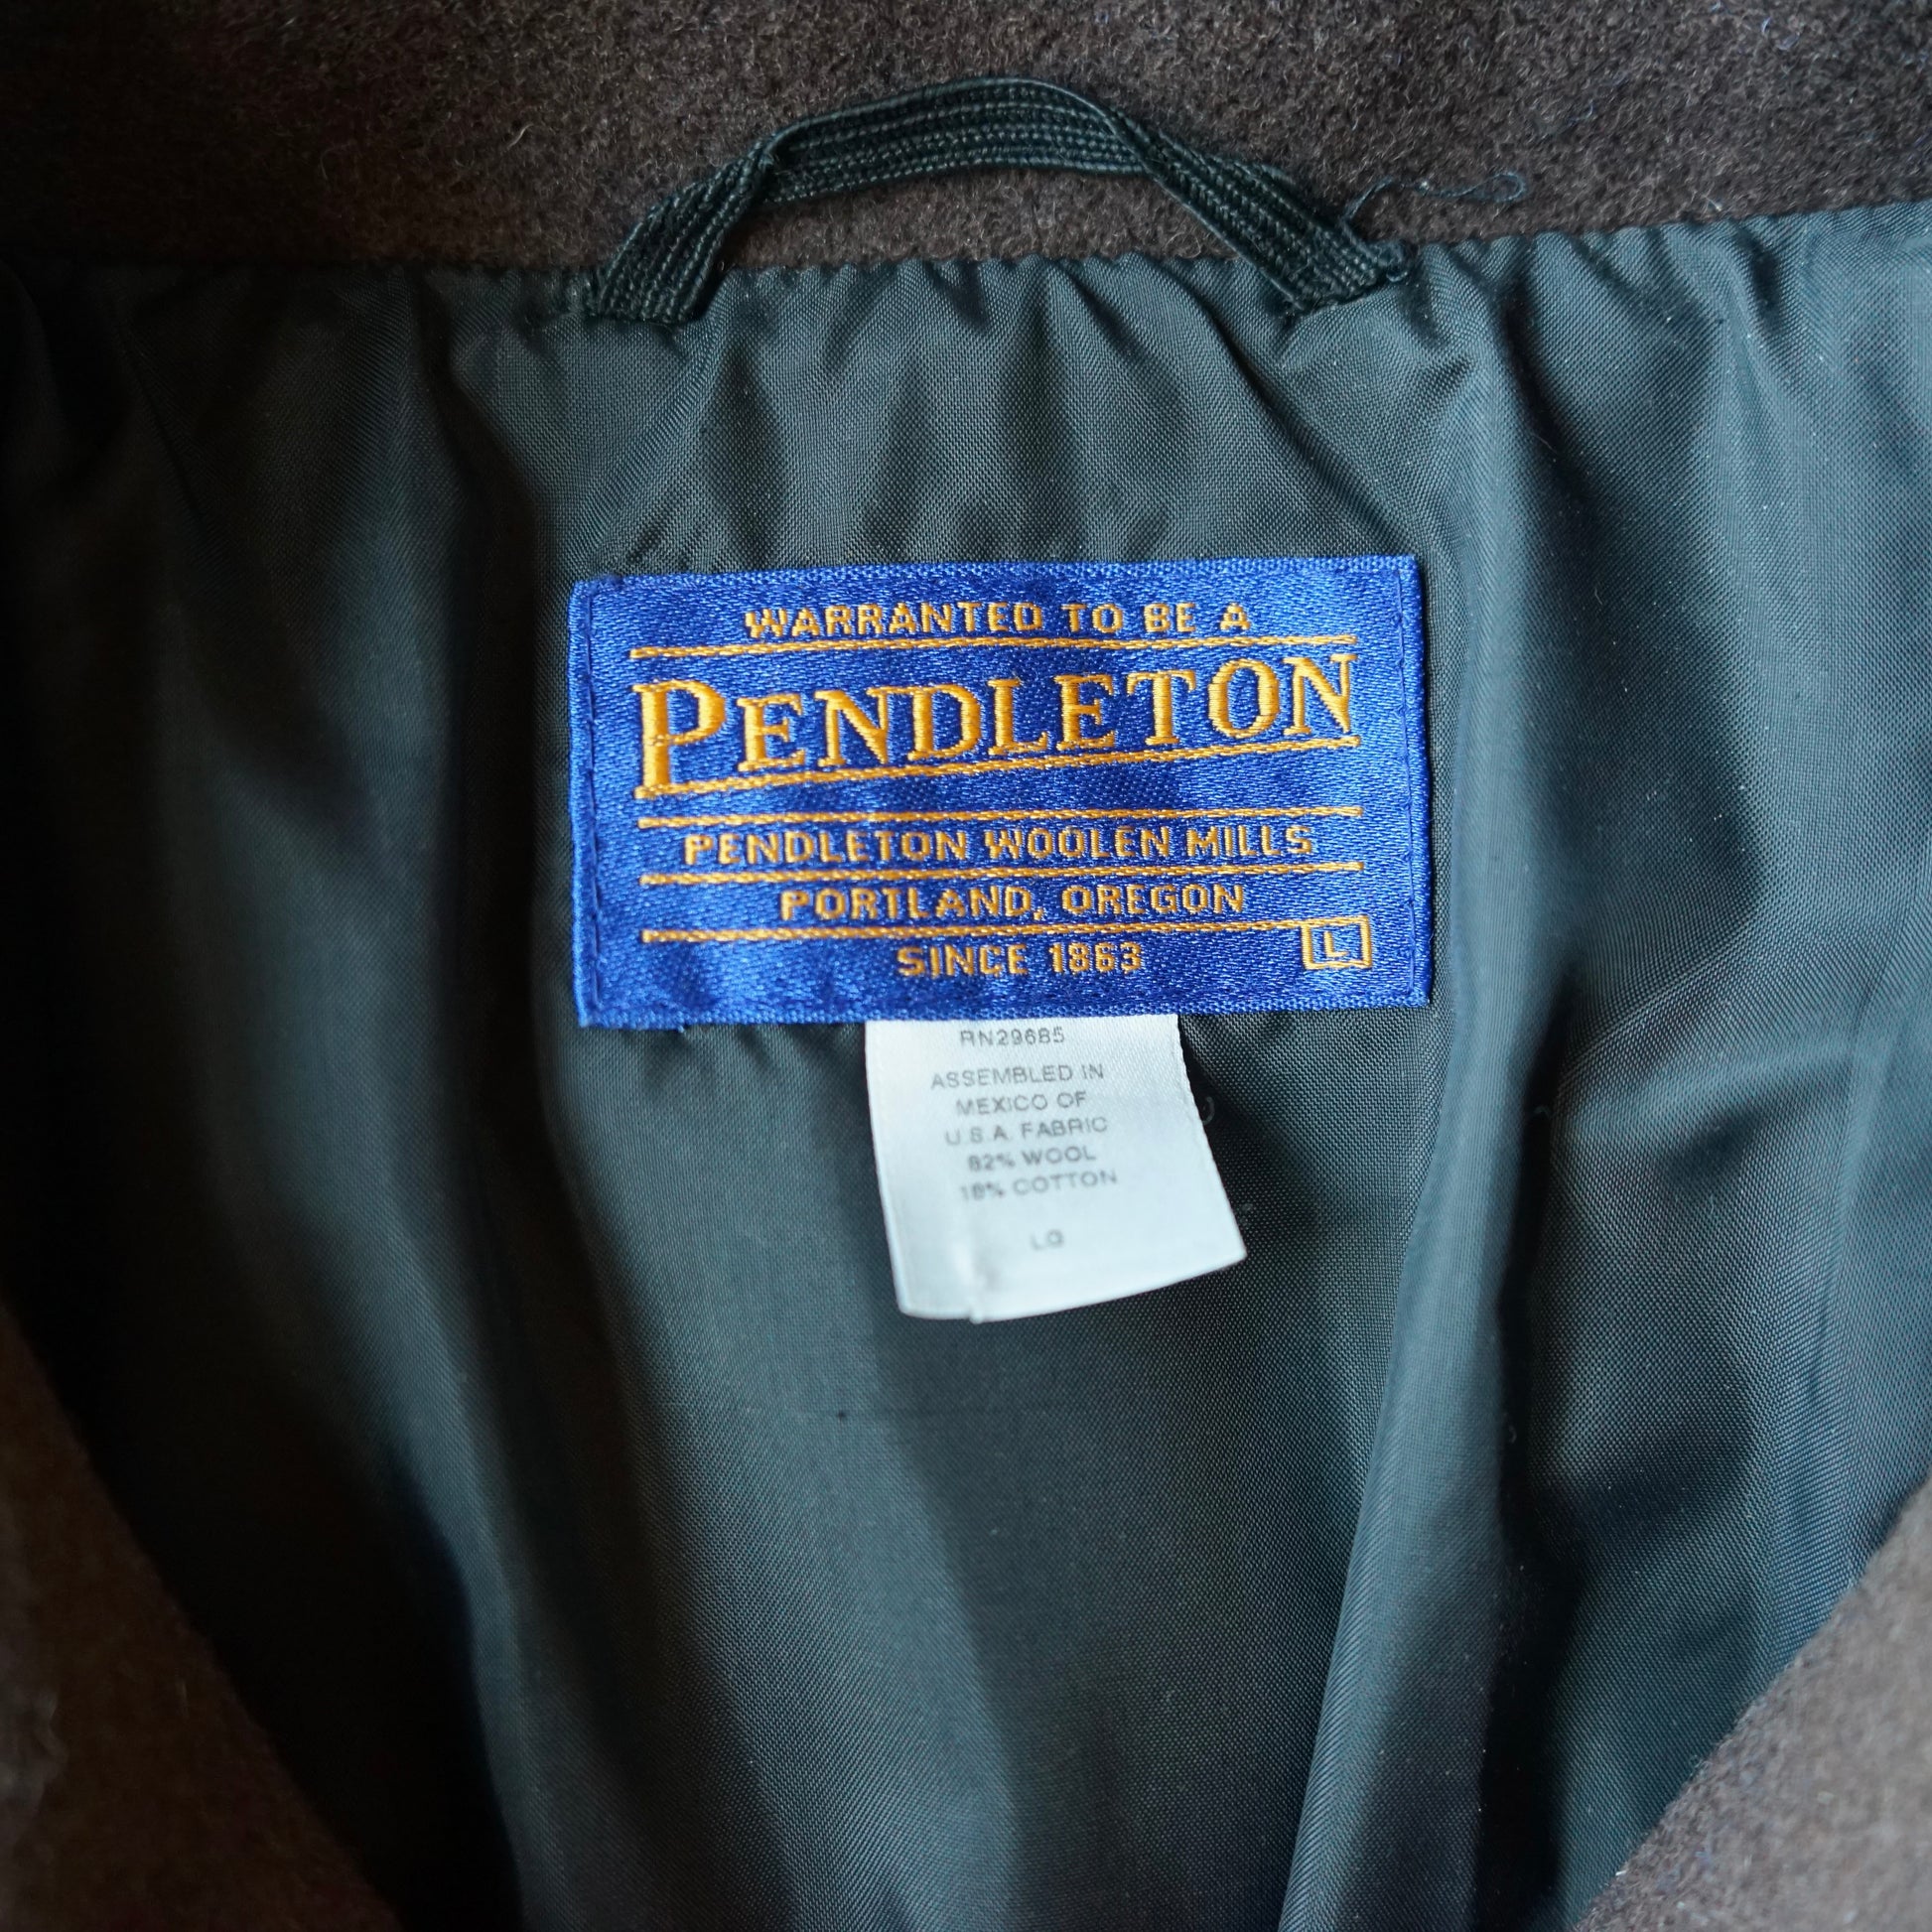 WARRANTED TO BE A
PENDLETON
PENDLETON WOOLEN MILLS
PORTLAND, OREGON
SINCE 1863
L
RN29685
ASSEMBLED IN
MEXICO OF
U.S.A. FABRIC
82% WOOL
18% COTTON
LG